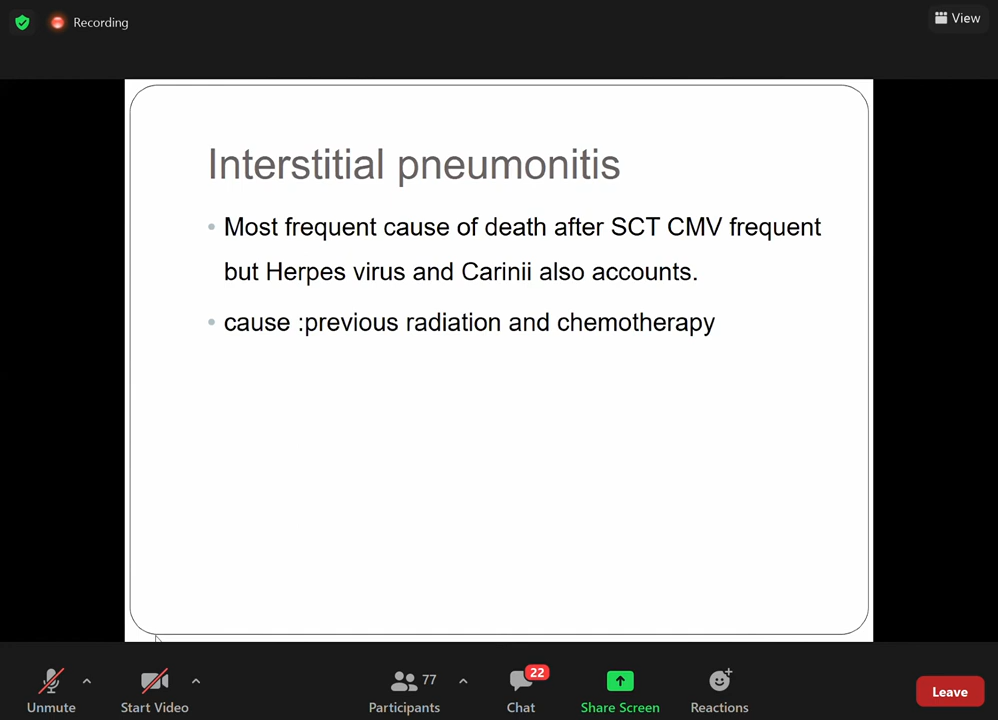 Recording
View
Interstitial pneumonitis
• Most frequent cause of death after SCT CMV frequent
but Herpes virus and Carinii also accounts.
• cause :previous radiation and chemotherapy
Unmute
Start Video
77
Participants
22
Chat
Share Screen
Reactions
Leave